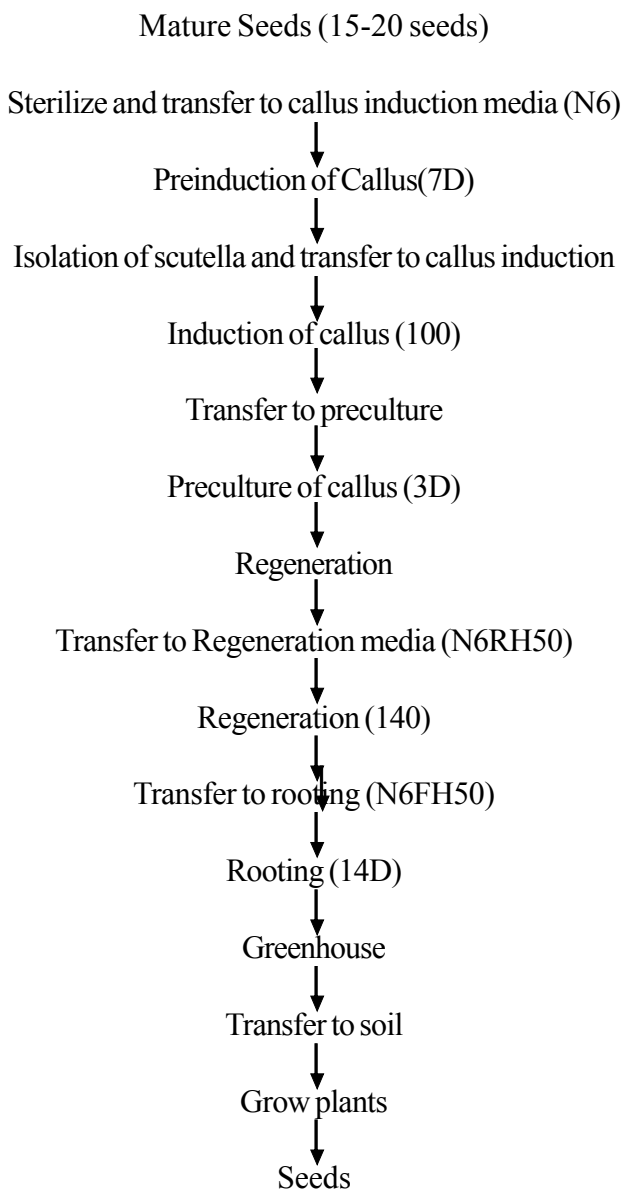 Mature Seeds (15-20 seeds)
Sterilize and transfer to callus induction media (N6)
Preinduction of Callus(7D)
Isolation of scutella and transfer to callus induction
Induction of callus (100)
Transfer to preculture
Preculture of callus (3D)
Regeneration
Transfer to Regeneration media (N6RH50)
Regeneration (140)
Transfer to rooting (N6FH50)
Rooting (14D)
Greenhouse
Transfer to soil
Grow plants
Seeds